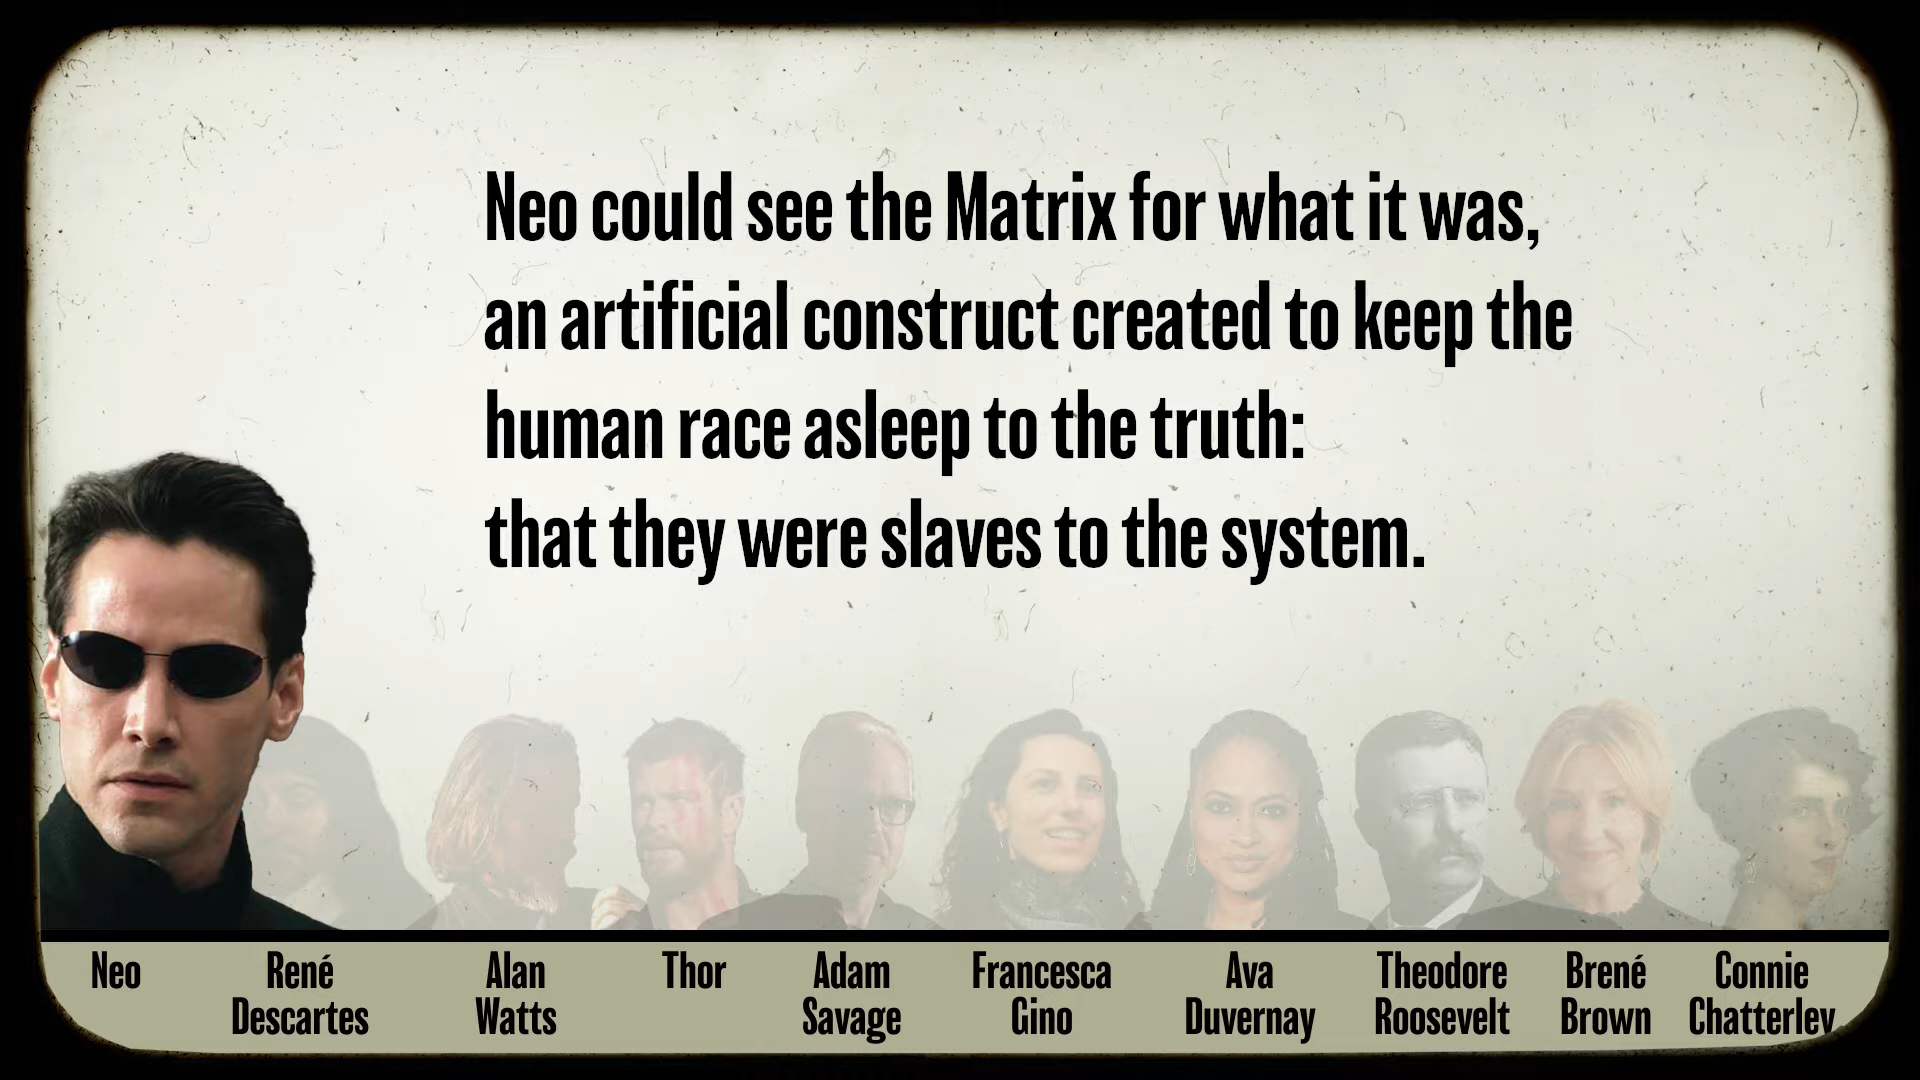 Neo could see the Matrix for what it was,
an artificial construct created to keep the
human race asleep to the truth:
that they were slaves to the system.
Neo
René
Descartes
Alan
Watts
Thor
Adam
Savage
Francesca
Gino
Ava
Duvernay
Theodore
Roosevelt
Brené
Brown
Connie
Chatterley